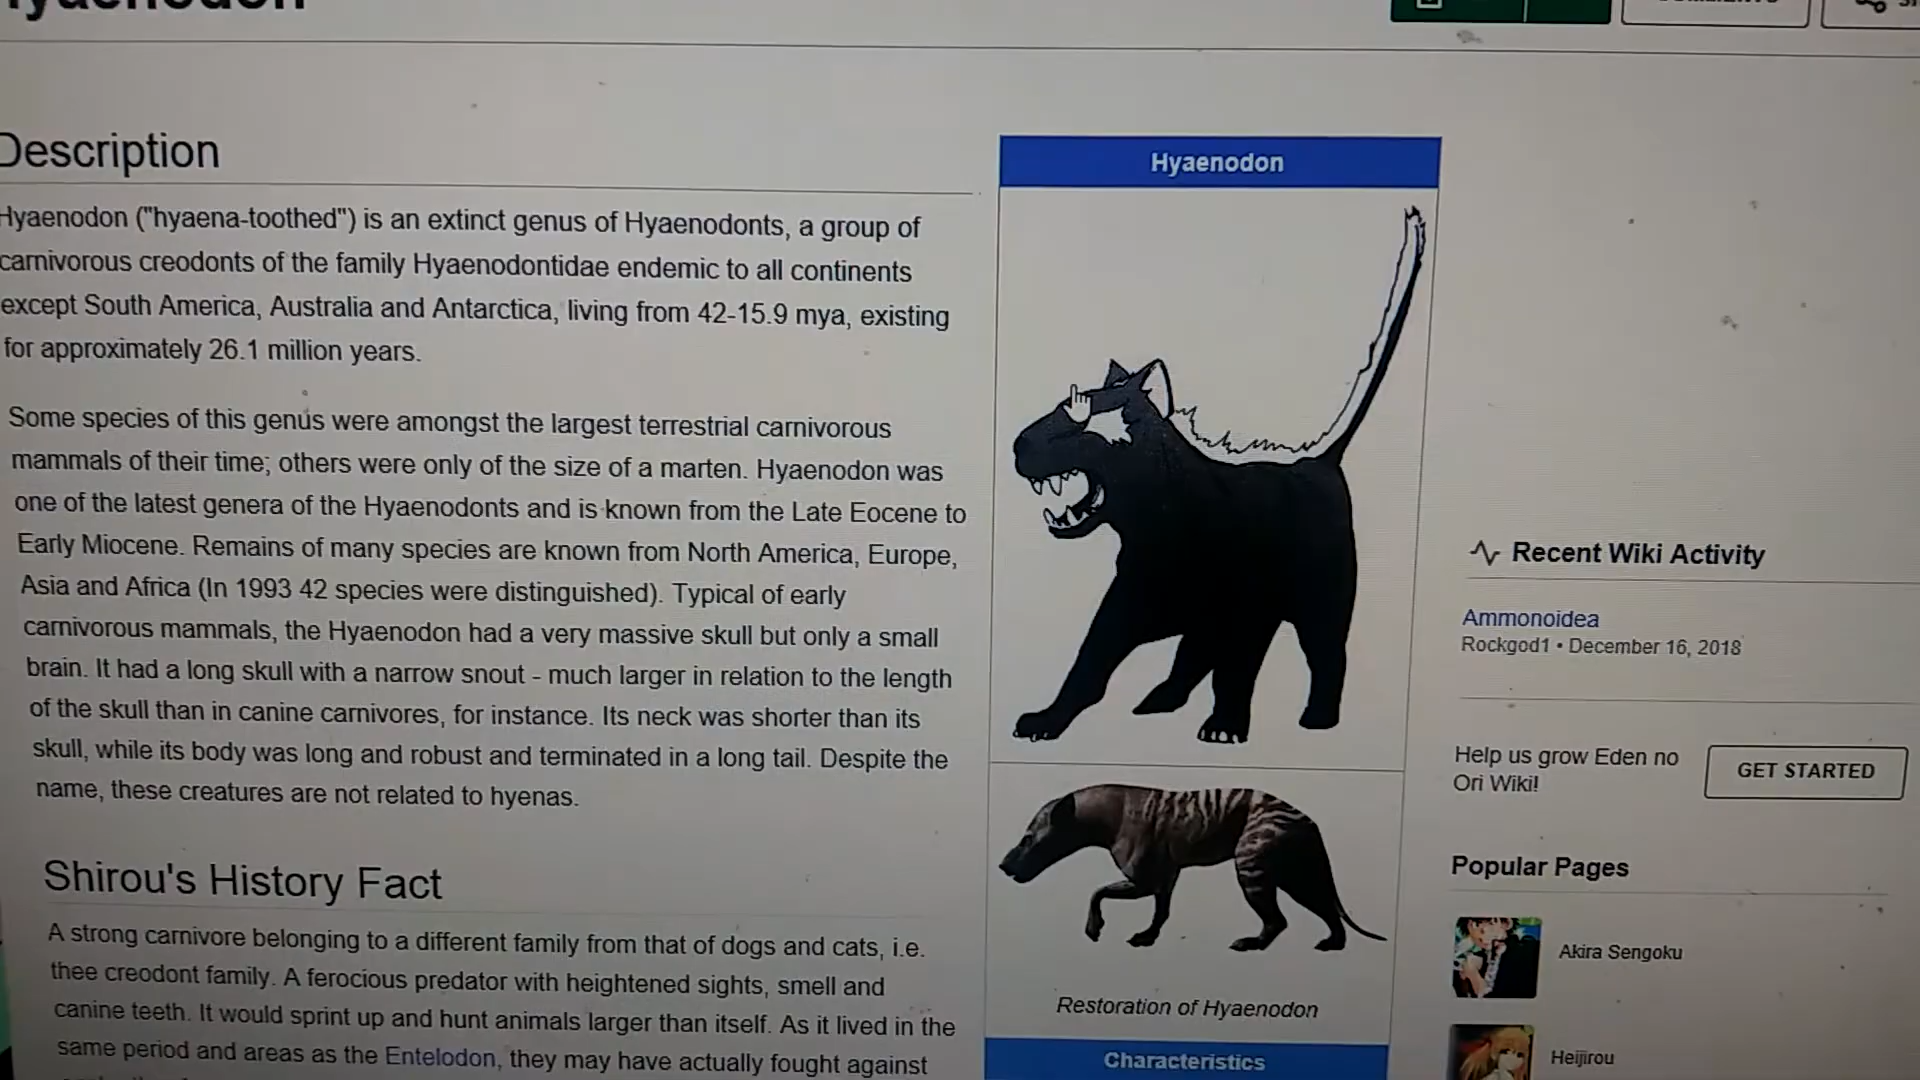 Hyaenodon
Description
Hyaenodon ("hyaena-toothed") is an extinct genus of Hyaenodonts, a group of
carnivorous creodonts of the family Hyaenodontidae endemic to all continents
except South America, Australia and Antarctica, living from 42-15.9 mya, existing
for approximately 26.1 million years.
Some species of this genus were amongst the largest terrestrial carnivorous
mammals of their time; others were only of the size of a marten. Hyaenodon was
one of the latest genera of the Hyaenodonts and is known from the Late Eocene to
Early Miocene. Remains of many species are known from North America, Europe,
Asia and Africa (In 1993 42 species were distinguished). Typical of early
carnivorous mammals, the Hyaenodon had a very massive skull but only a small
brain. It had a long skull with a narrow snout - much larger in relation to the length
of the skull than in canine carnivores, for instance. Its neck was shorter than its
skull, while its body was long and robust and terminated in a long tail. Despite the
name, these creatures are not related to hyenas.
Shirou's History Fact
A strong carnivore belonging to a different family from that of dogs and cats, i.e.
thee creodont family. A ferocious predator with heightened sights, smell and
canine teeth. It would sprint up and hunt animals larger than itself. As it lived in the
same period and areas as the Entelodon, they may have actually fought against
Hyaenodon
Restoration of Hyaenodon
Characteristics
Recent Wiki Activity
Ammonoidea
Rockgod1 • December 16, 2018
Help us grow Eden no
Ori Wiki!
GET STARTED
Popular Pages
Akira Sengoku
Heijirou